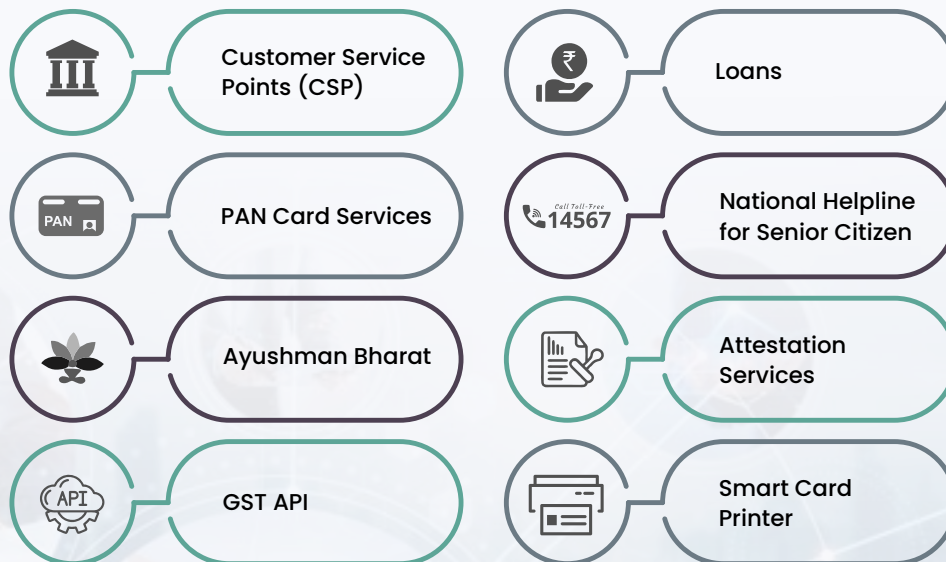 Customer Service
Points (CSP)
Loans
PAN
PAN Card Services
Call Toll-Free
14567
National Helpline
for Senior Citizen
Ayushman Bharat
Attestation
Services
API
GST API
Smart Card
Printer